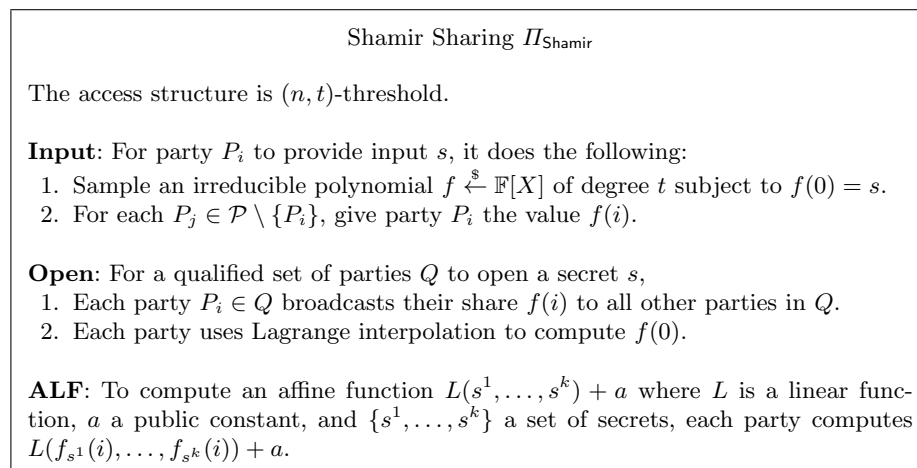 Shamir Sharing Π_Shamir
The access structure is (n, t)-threshold.
Input: For party P_i to provide input s, it does the following:
1. Sample an irreducible polynomial f ←$ 𝔽[X] of degree t subject to f(0) = s.
2. For each P_j ∈ 𝒫 \ {P_i}, give party P_i the value f(i).
Open: For a qualified set of parties Q to open a secret s,
1. Each party P_i ∈ Q broadcasts their share f(i) to all other parties in Q.
2. Each party uses Lagrange interpolation to compute f(0).
ALF: To compute an affine function L(s^1, . . . , s^k) + a where L is a linear func-
tion, a a public constant, and {s^1, . . . , s^k} a set of secrets, each party computes
L(f_{s^1}(i), . . . , f_{s^k}(i)) + a.